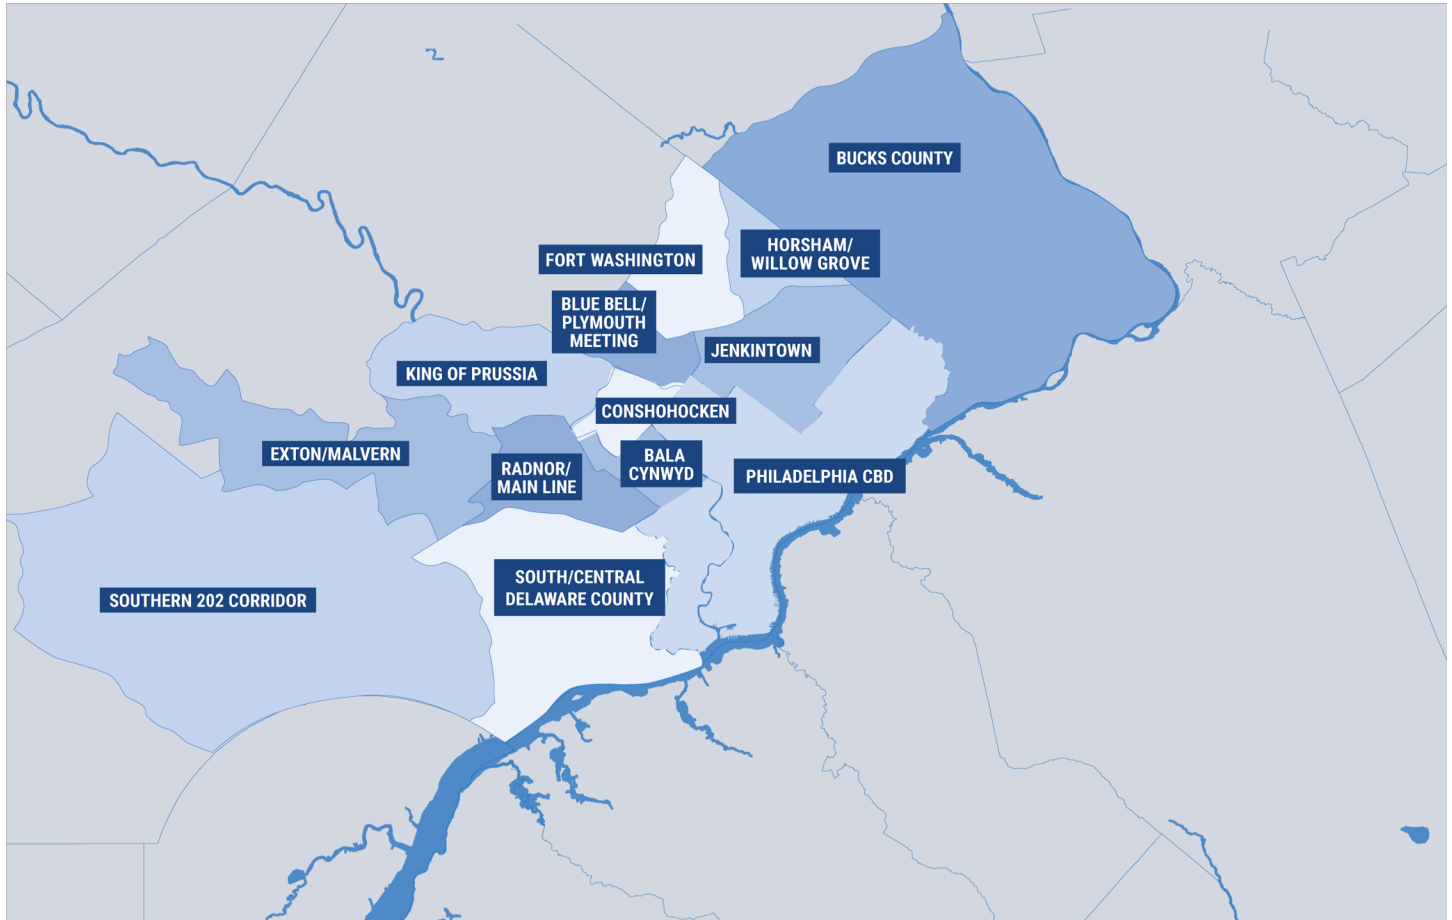 BUCKS COUNTY
HORSHAM/
WILLOW GROVE
FORT WASHINGTON
BLUE BELL/
PLYMOUTH
MEETING
JENKINTOWN
KING OF PRUSSIA
CONSHOHOCKEN
EXTON/MALVERN
RADNOR/
MAIN LINE
BALA
CYNWYD
PHILADELPHIA CBD
SOUTH/CENTRAL
DELAWARE COUNTY
SOUTHERN 202 CORRIDOR